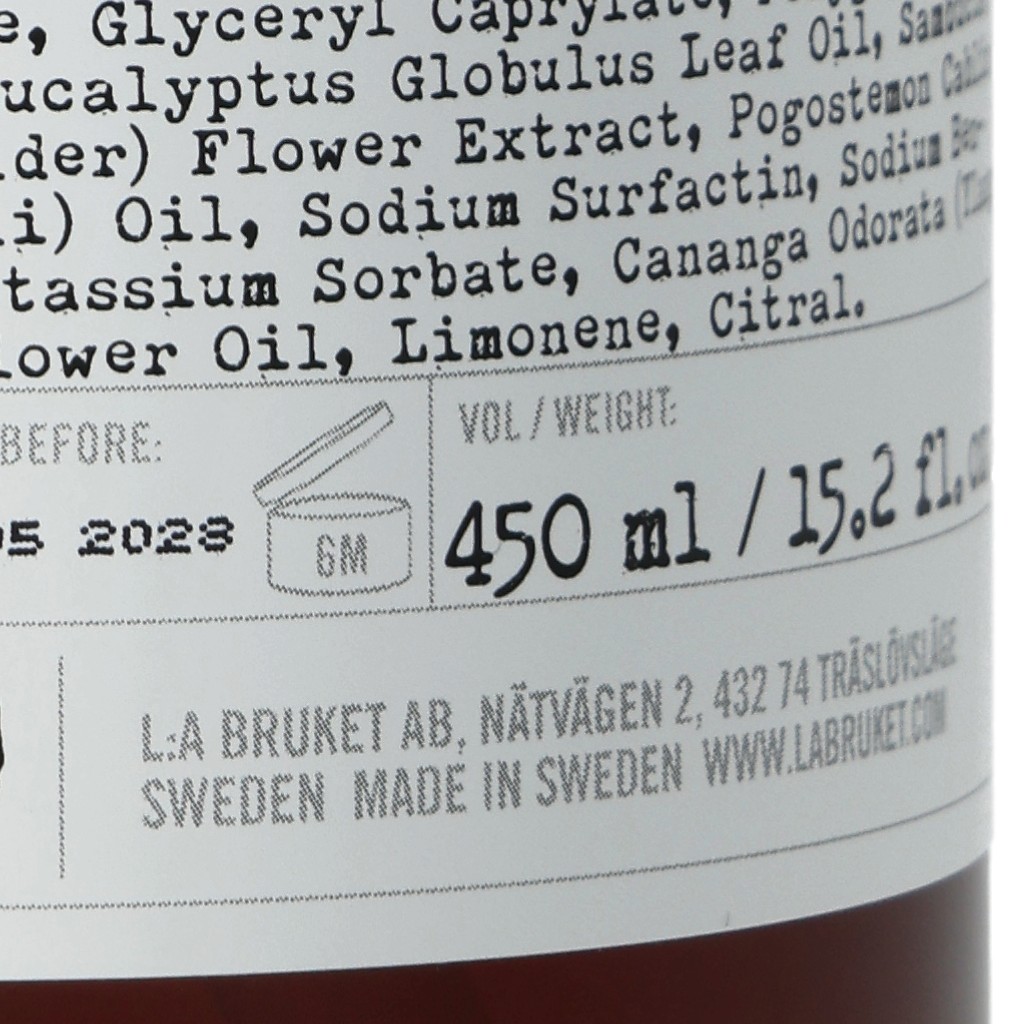 e, Glyceryl Caprylate,
ucalyptus Globulus Leaf Oil,
der) Flower Extract, Pogostemon
i) Oil, Sodium Surfactin, Sodium
tassium Sorbate, Cananga Odorata
ower Oil, Limonene, Citral.
BEFORE:
05 2023
6M
VOL / WEIGHT:
450 ml / 15.2 fl.
L:A BRUKET AB, NÄTVÄGEN 2, 432 74 TRÄSLÖVSLÄGE
SWEDEN MADE IN SWEDEN WWW.LABRUKET.COM